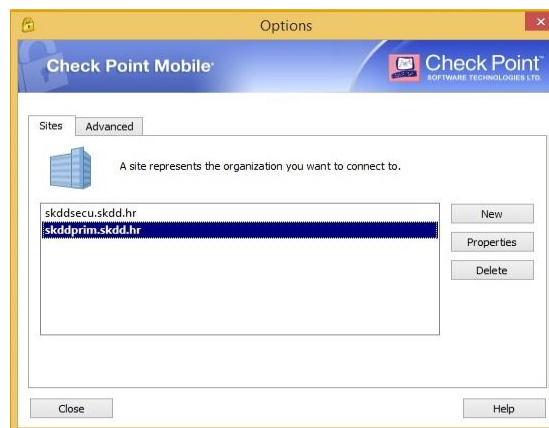 Options
Check Point Mobile
Check Point™
SOFTWARE TECHNOLOGIES LTD.
Sites
Advanced
A site represents the organization you want to connect to.
skddsecu.skdd.hr
skddprim.skdd.hr
New
Properties
Delete
Close
Help